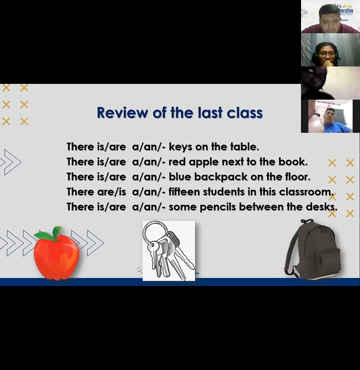 Review of the last class
There is/are a/an/- keys on the table.
There is/are a/an/- red apple next to the book.
There is/are a/an/- blue backpack on the floor.
There are/is a/an/- fifteen students in this classroom.
There is/are a/an/- some pencils between the desks.